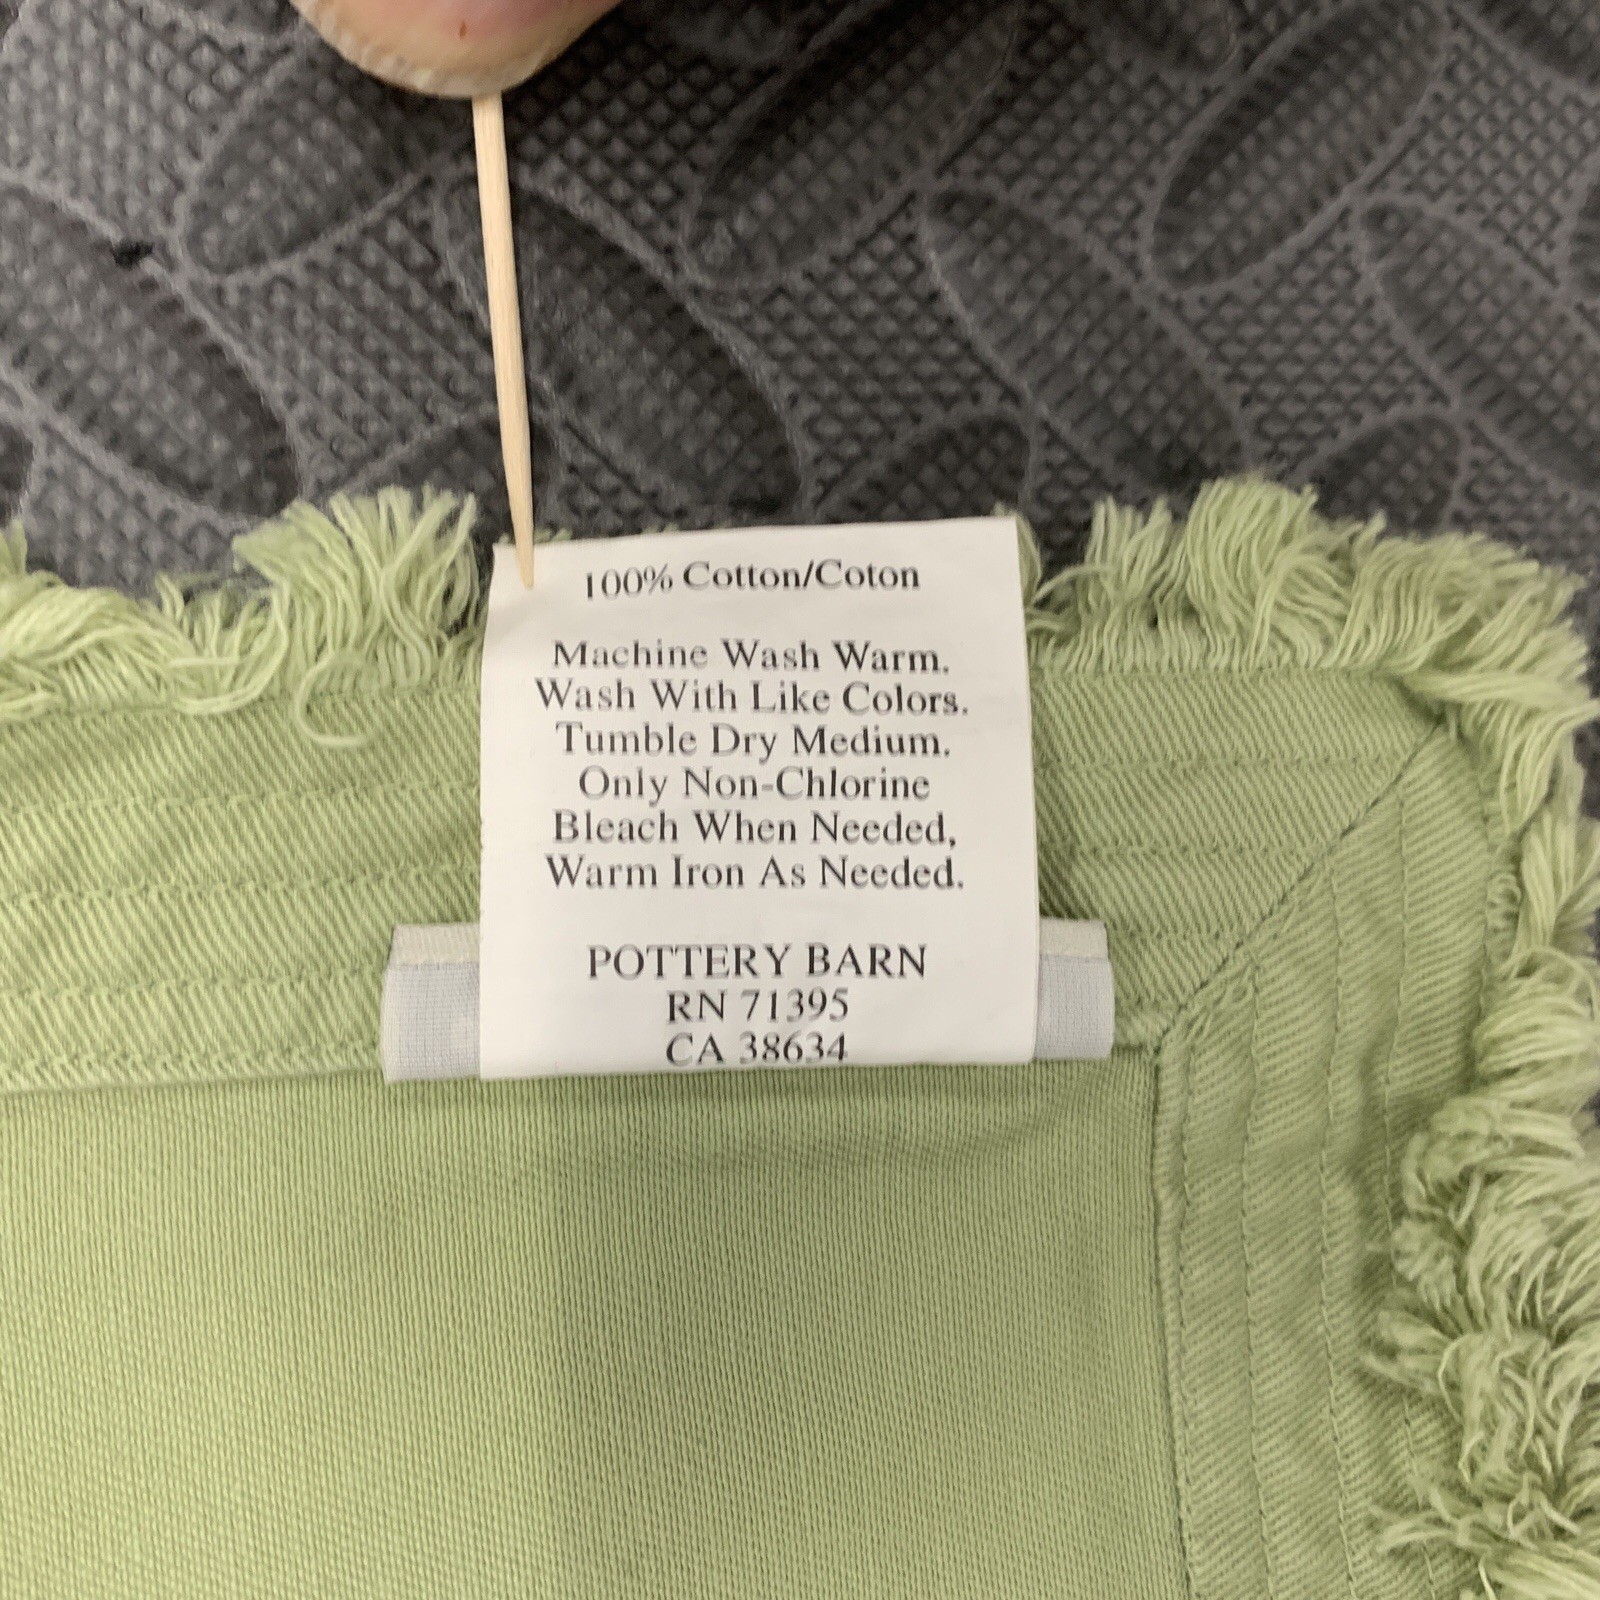 100% Cotton/Coton
Machine Wash Warm.
Wash With Like Colors.
Tumble Dry Medium.
Only Non-Chlorine
Bleach When Needed,
Warm Iron As Needed.
POTTERY BARN
RN 71395
CA 38634